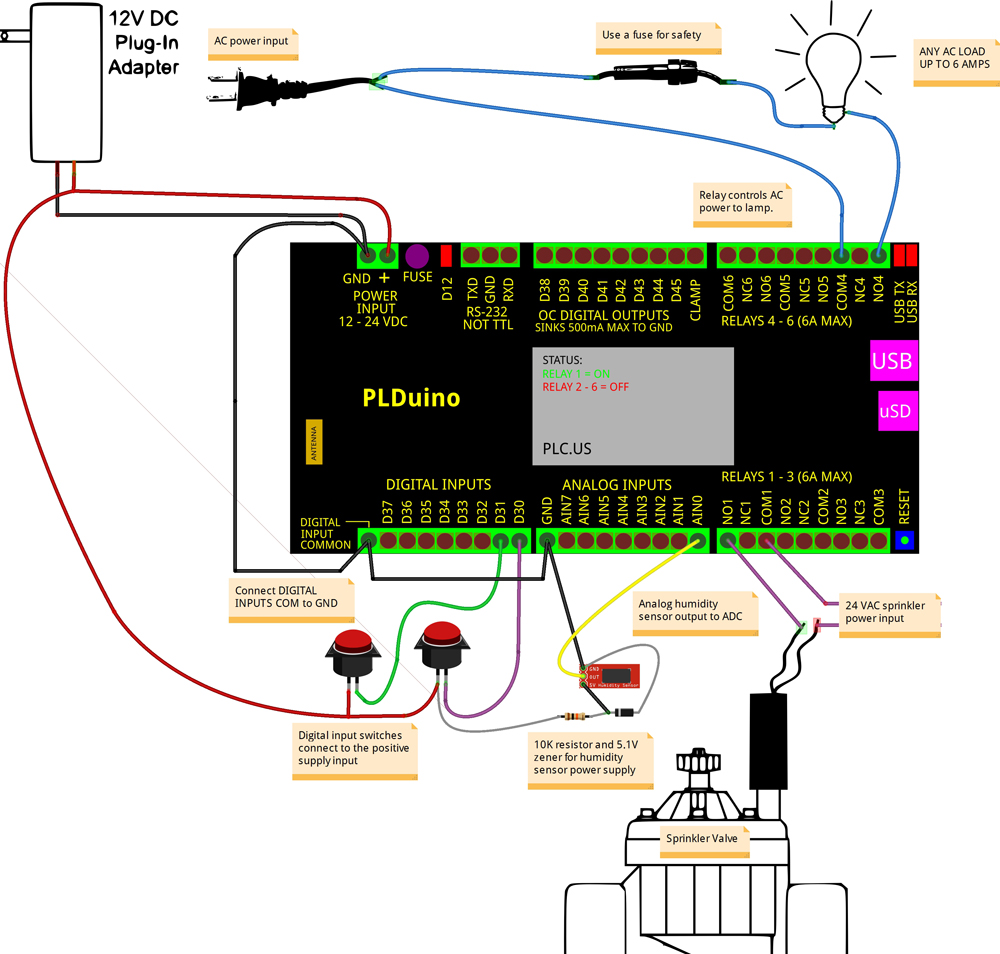 12V DC
Plug-In
Adapter
AC power input
Use a fuse for safety
ANY AC LOAD
UP TO 6 AMPS
Relay controls AC
power to lamp.
GND +
POWER
INPUT
12 - 24 VDC
FUSE
D12
TXD
GND
RXD
RS-232
NOT TTL
D38
D39
D40
D41
D42
D43
D44
D45
CLAMP
OC DIGITAL OUTPUTS
SINKS 500mA MAX TO GND
COM6
NC6
NO6
COM5
NC5
NO5
COM4
NC4
NO4
RELAYS 4 - 6 (6A MAX)
USB TX
USB RX
STATUS:
RELAY 1 = ON
RELAY 2 - 6 = OFF
PLC.US
USB
uSD
PLDuino
ANTENNA
DIGITAL INPUTS
ANALOG INPUTS
RELAYS 1 - 3 (6A MAX)
DIGITAL
INPUT
COMMON
D37
D36
D35
D34
D33
D32
D31
D30
GND
AIN7
AIN6
AIN5
AIN4
AIN3
AIN2
AIN1
AIN0
NO1
NC1
COM1
NO2
NC2
COM2
NO3
NC3
COM3
RESET
Connect DIGITAL
INPUTS COM to GND
Analog humidity
sensor output to ADC
24 VAC sprinkler
power input
GND
OUT
5V Humidity Sensor
Digital input switches
connect to the positive
supply input
10K resistor and 5.1V
zener for humidity
sensor power supply
Sprinkler Valve